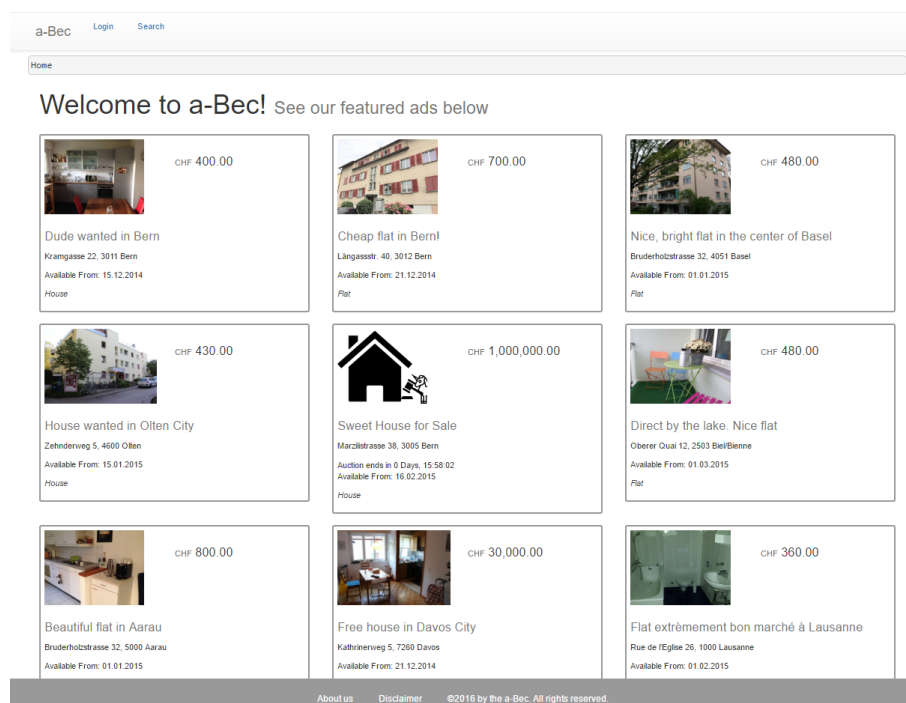 a-Bec Login Search
Home
Welcome to a-Bec! See our featured ads below
CHF 400.00
Dude wanted in Bern
Kramgasse 22, 3011 Bern
Available From: 15.12.2014
House
CHF 700.00
Cheap flat in Bern!
Längassstr. 40, 3012 Bern
Available From: 21.12.2014
Flat
CHF 480.00
Nice, bright flat in the center of Basel
Bruderholzstrasse 32, 4051 Basel
Available From: 01.01.2015
Flat
CHF 430.00
House wanted in Olten City
Zehnderweg 5, 4600 Olten
Available From: 15.01.2015
House
CHF 1,000,000.00
Sweet House for Sale
Marzilistrasse 38, 3005 Bern
Auction ends in 0 Days, 15:58:02
Available From: 16.02.2015
House
CHF 480.00
Direct by the lake. Nice flat
Oberer Quai 12, 2503 Biel/Bienne
Available From: 01.03.2015
Flat
CHF 800.00
Beautiful flat in Aarau
Bruderholzstrasse 32, 5000 Aarau
Available From: 01.01.2015
CHF 30,000.00
Free house in Davos City
Kathrinerweg 5, 7260 Davos
Available From: 21.12.2014
CHF 360.00
Flat extrèmement bon marché à Lausanne
Rue de l'Eglise 26, 1000 Lausanne
Available From: 01.02.2015
About us Disclaimer ©2016 by the a-Bec. All rights reserved.